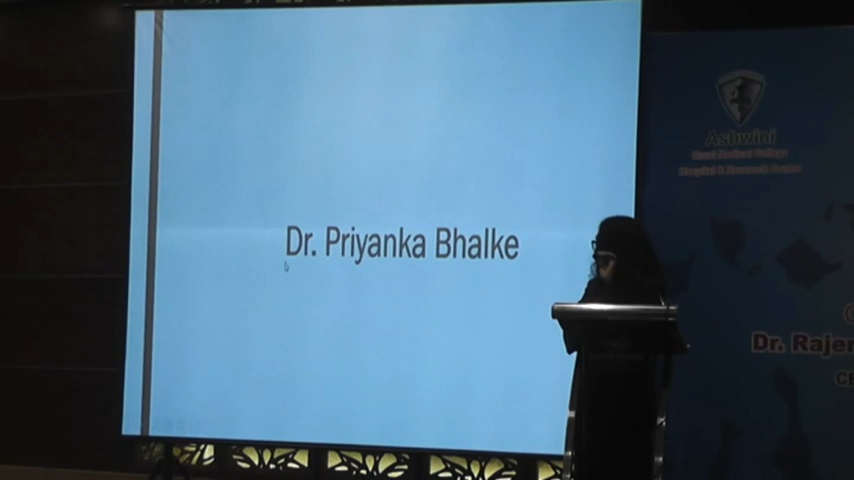 Dr. Priyanka Bhalke
Ashwini
Rural Medical College
Hospital & Research Center
Dr. Rajen